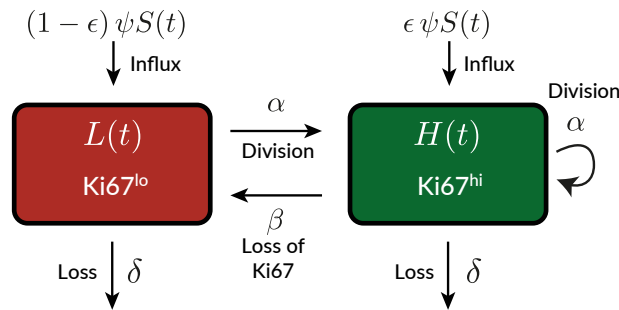 (1 − ϵ) ψS(t)
ϵ ψS(t)
Influx
Influx
L(t)
Ki67lo
α
Division
β
Loss of
Ki67
H(t)
Ki67hi
Division
α
Loss δ
Loss δ